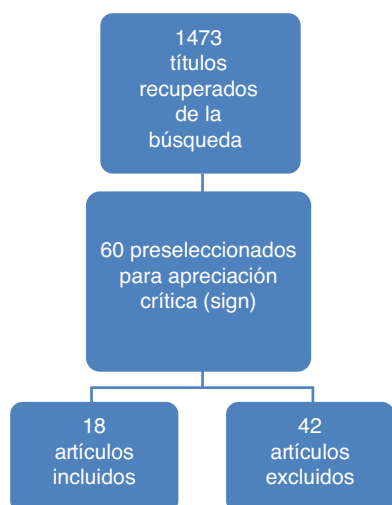 1473
títulos
recuperados
de la
búsqueda
60 preseleccionados
para apreciación
crítica (sign)
18
artículos
incluidos
42
artículos
excluidos